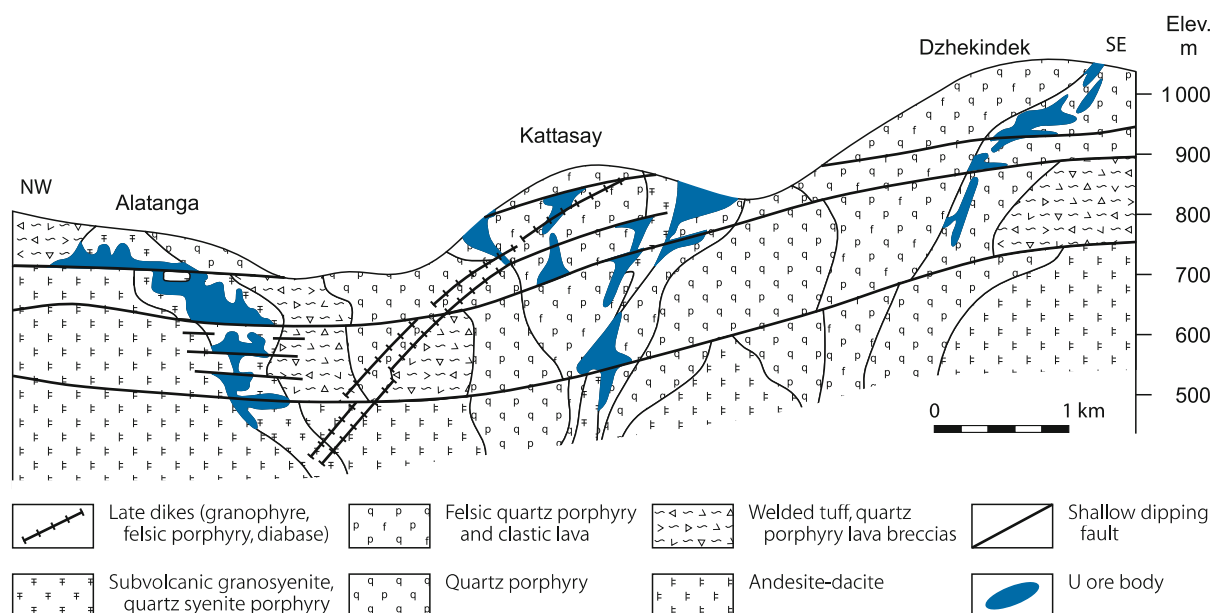 Elev.
m
Dzhekindek
SE
1 000
Kattasay
900
NW
Alatanga
800
700
600
500
0 1 km
Late dikes (granophyre,
felsic porphyry, diabase)
Felsic quartz porphyry
and clastic lava
Welded tuff, quartz
porphyry lava breccias
Shallow dipping
fault
Subvolcanic granosyenite,
quartz syenite porphyry
Quartz porphyry
Andesite-dacite
U ore body